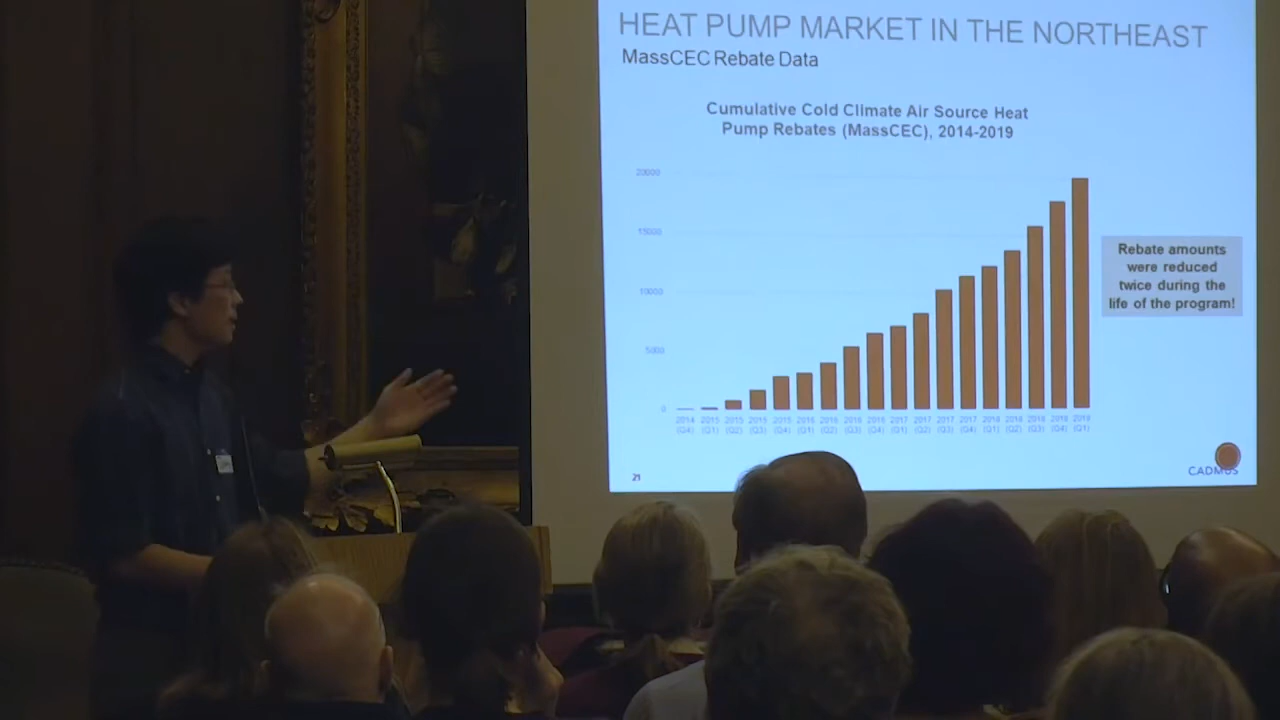 HEAT PUMP MARKET IN THE NORTHEAST
MassCEC Rebate Data
Cumulative Cold Climate Air Source Heat
Pump Rebates (MassCEC), 2014-2019
20000
15000
10000
5000
0
2014 2015 2015 2015 2015 2016 2016 2016 2016 2017 2017 2017 2017 2018 2018 2018 2018 2019
(Q4) (Q1) (Q2) (Q3) (Q4) (Q1) (Q2) (Q3) (Q4) (Q1) (Q2) (Q3) (Q4) (Q1) (Q2) (Q3) (Q4) (Q1)
Rebate amounts
were reduced
twice during the
life of the program!
21
CADMUS